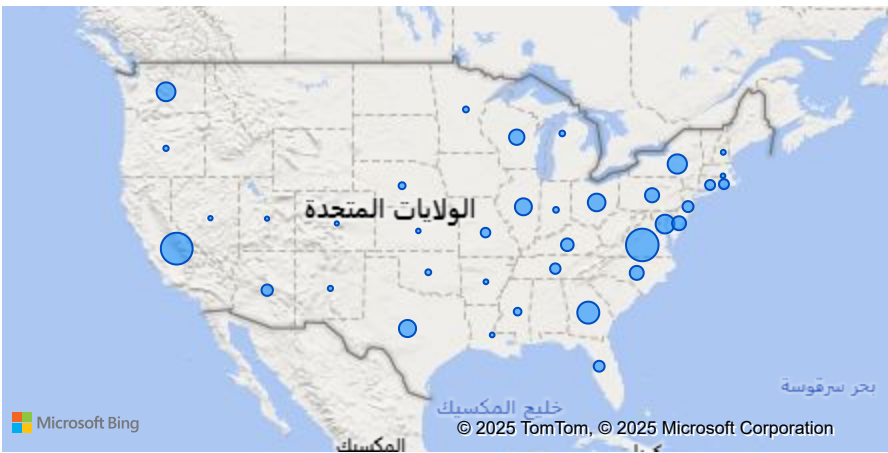 الولايات المتحدة
بحر سرقوسة
خليج المكسيك
Microsoft Bing
© 2025 TomTom, © 2025 Microsoft Corporation
المكسيك